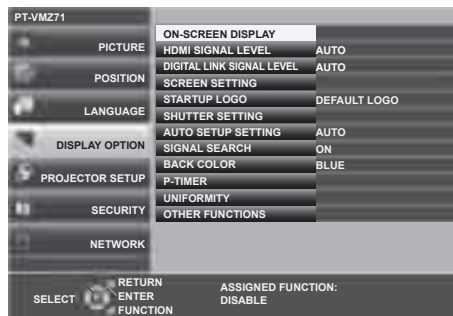 PT-VMZ71
PICTURE
POSITION
LANGUAGE
DISPLAY OPTION
PROJECTOR SETUP
SECURITY
NETWORK
ON-SCREEN DISPLAY
HDMI SIGNAL LEVEL AUTO
DIGITAL LINK SIGNAL LEVEL AUTO
SCREEN SETTING
STARTUP LOGO DEFAULT LOGO
SHUTTER SETTING
AUTO SETUP SETTING AUTO
SIGNAL SEARCH ON
BACK COLOR BLUE
P-TIMER
UNIFORMITY
OTHER FUNCTIONS
SELECT
RETURN
ENTER
FUNCTION
ASSIGNED FUNCTION:
DISABLE